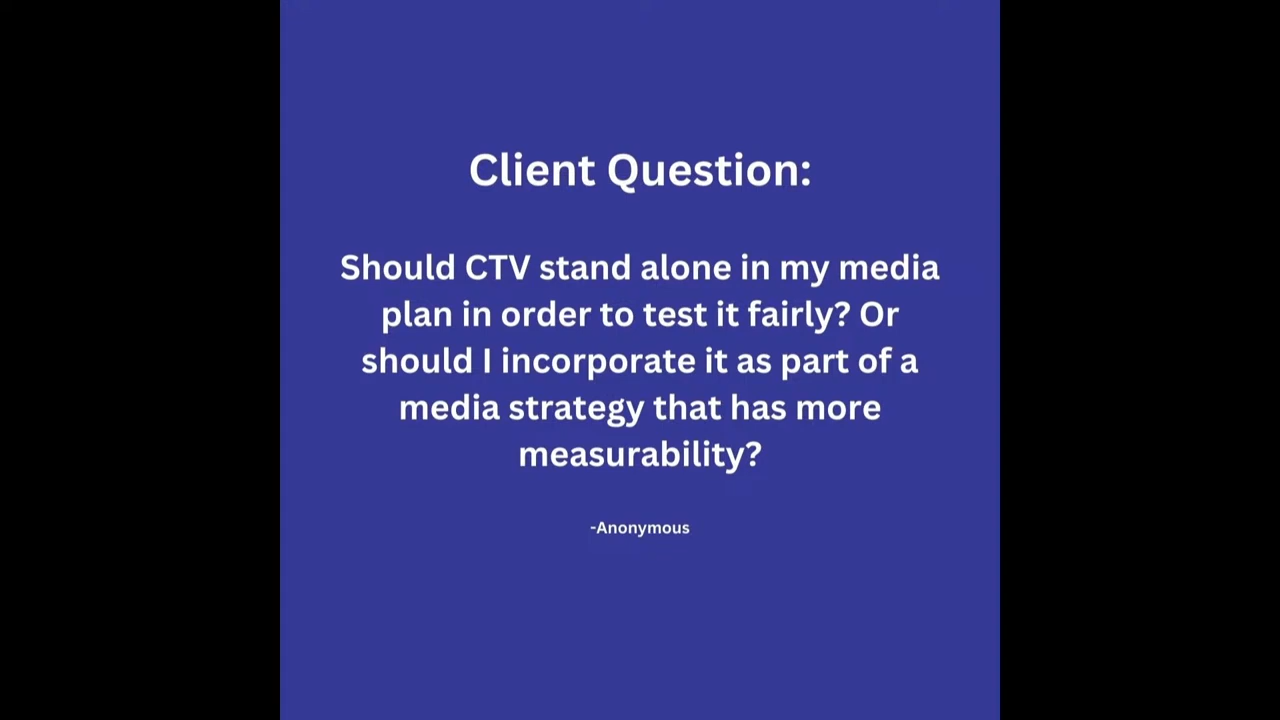 Client Question:
Should CTV stand alone in my media
plan in order to test it fairly? Or
should I incorporate it as part of a
media strategy that has more
measurability?
-Anonymous